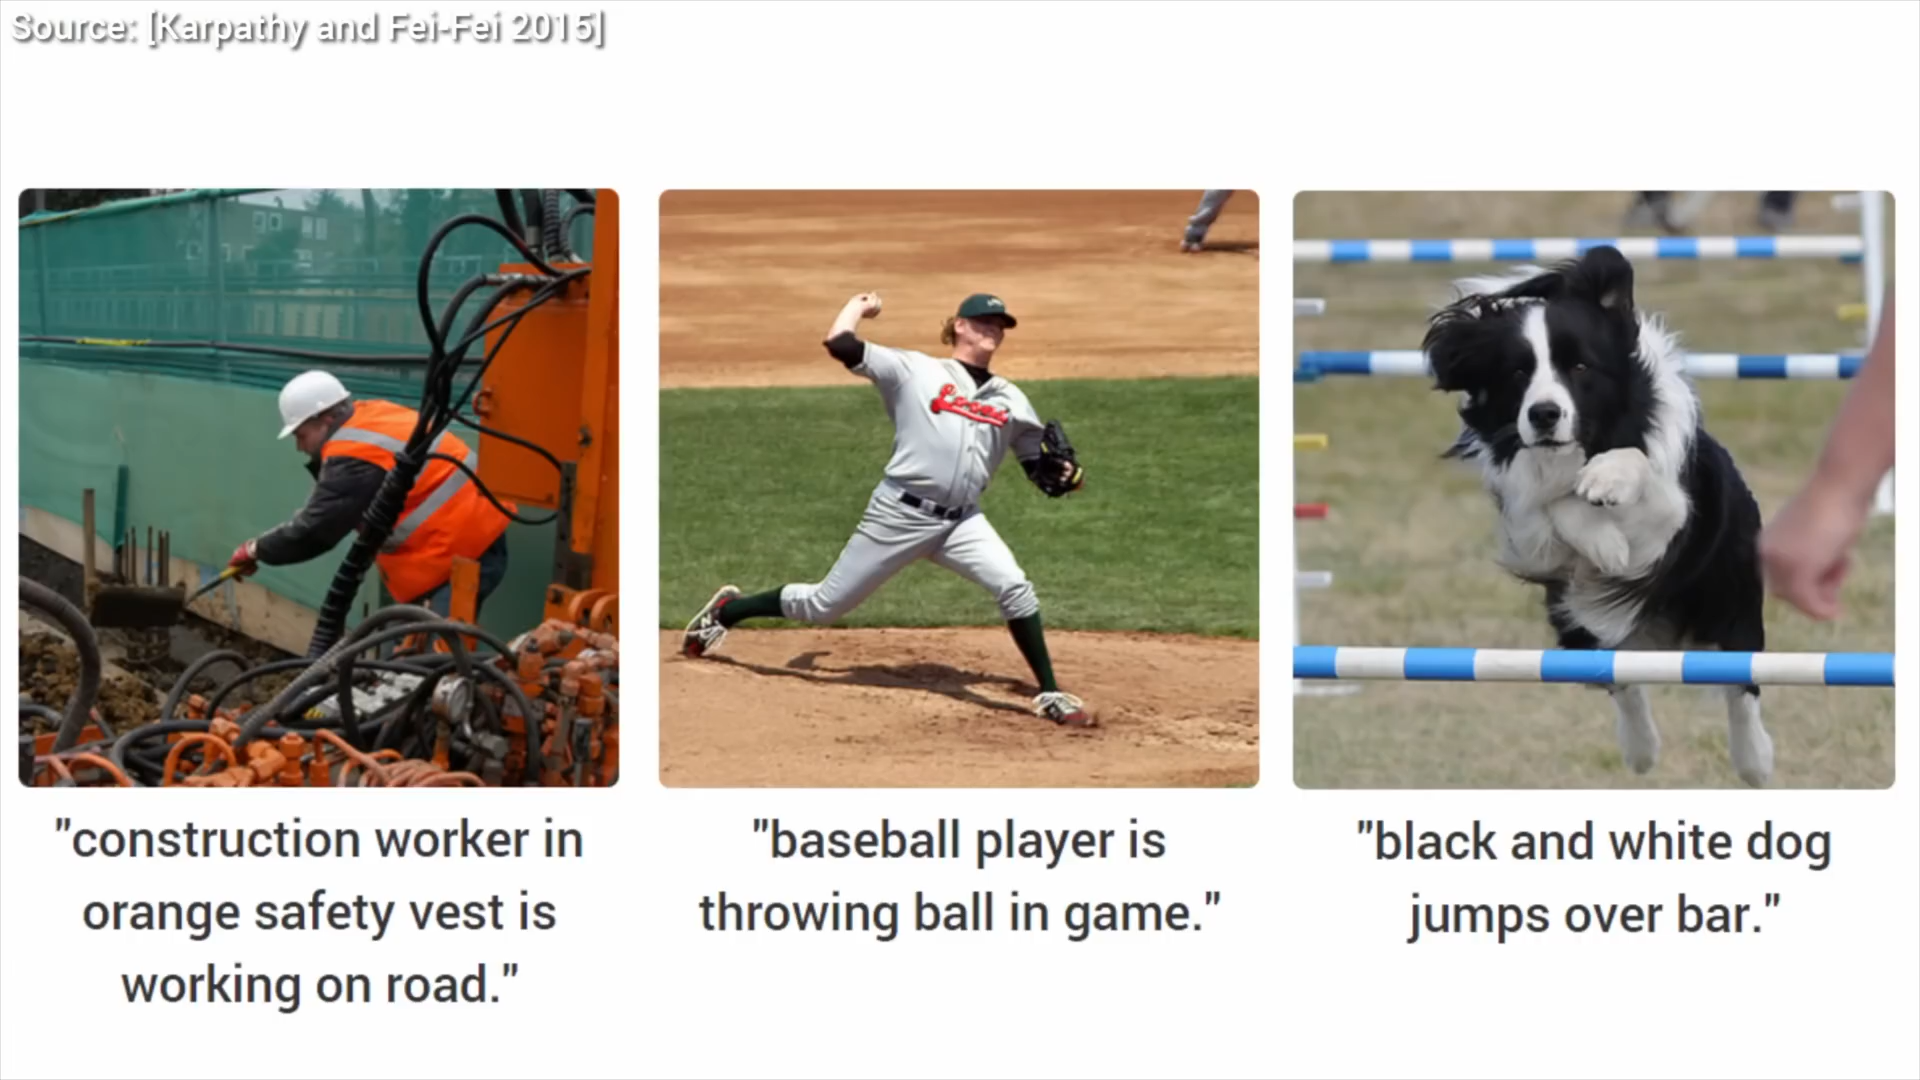 Source: [Karpathy and Fei-Fei 2015]
"construction worker in
orange safety vest is
working on road."
"baseball player is
throwing ball in game."
"black and white dog
jumps over bar."